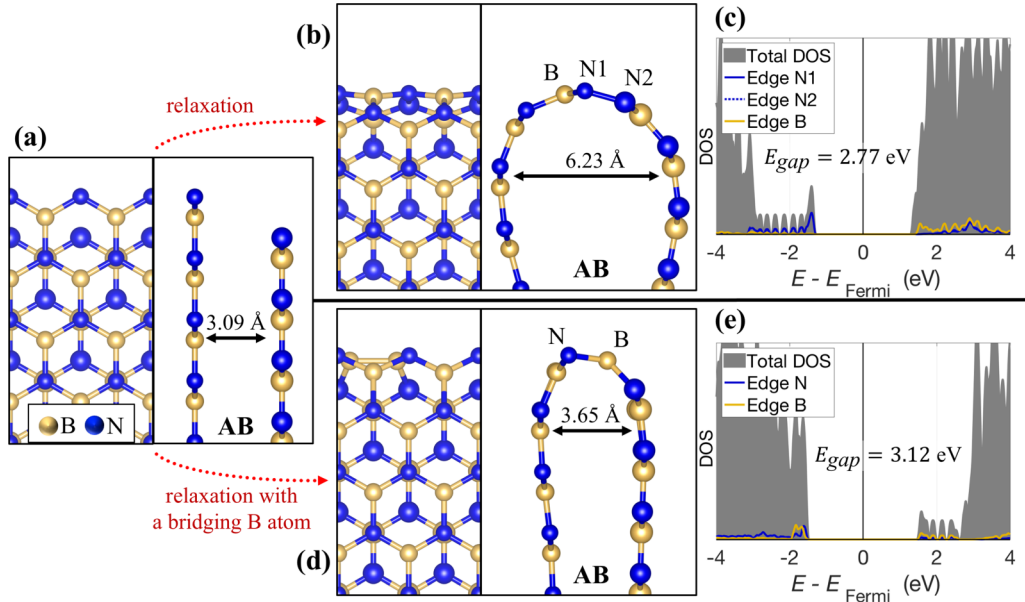 (a)
3.09 Å
B N
AB
relaxation
relaxation with
a bridging B atom
(b)
B N1 N2
6.23 Å
AB
(c)
Total DOS
Edge N1
Edge N2
Edge B
E_gap = 2.77 eV
DOS
-4 -2 0 2 4
E - E_Fermi (eV)
(d)
N B
3.65 Å
AB
(e)
Total DOS
Edge N
Edge B
E_gap = 3.12 eV
DOS
-4 -2 0 2 4
E - E_Fermi (eV)